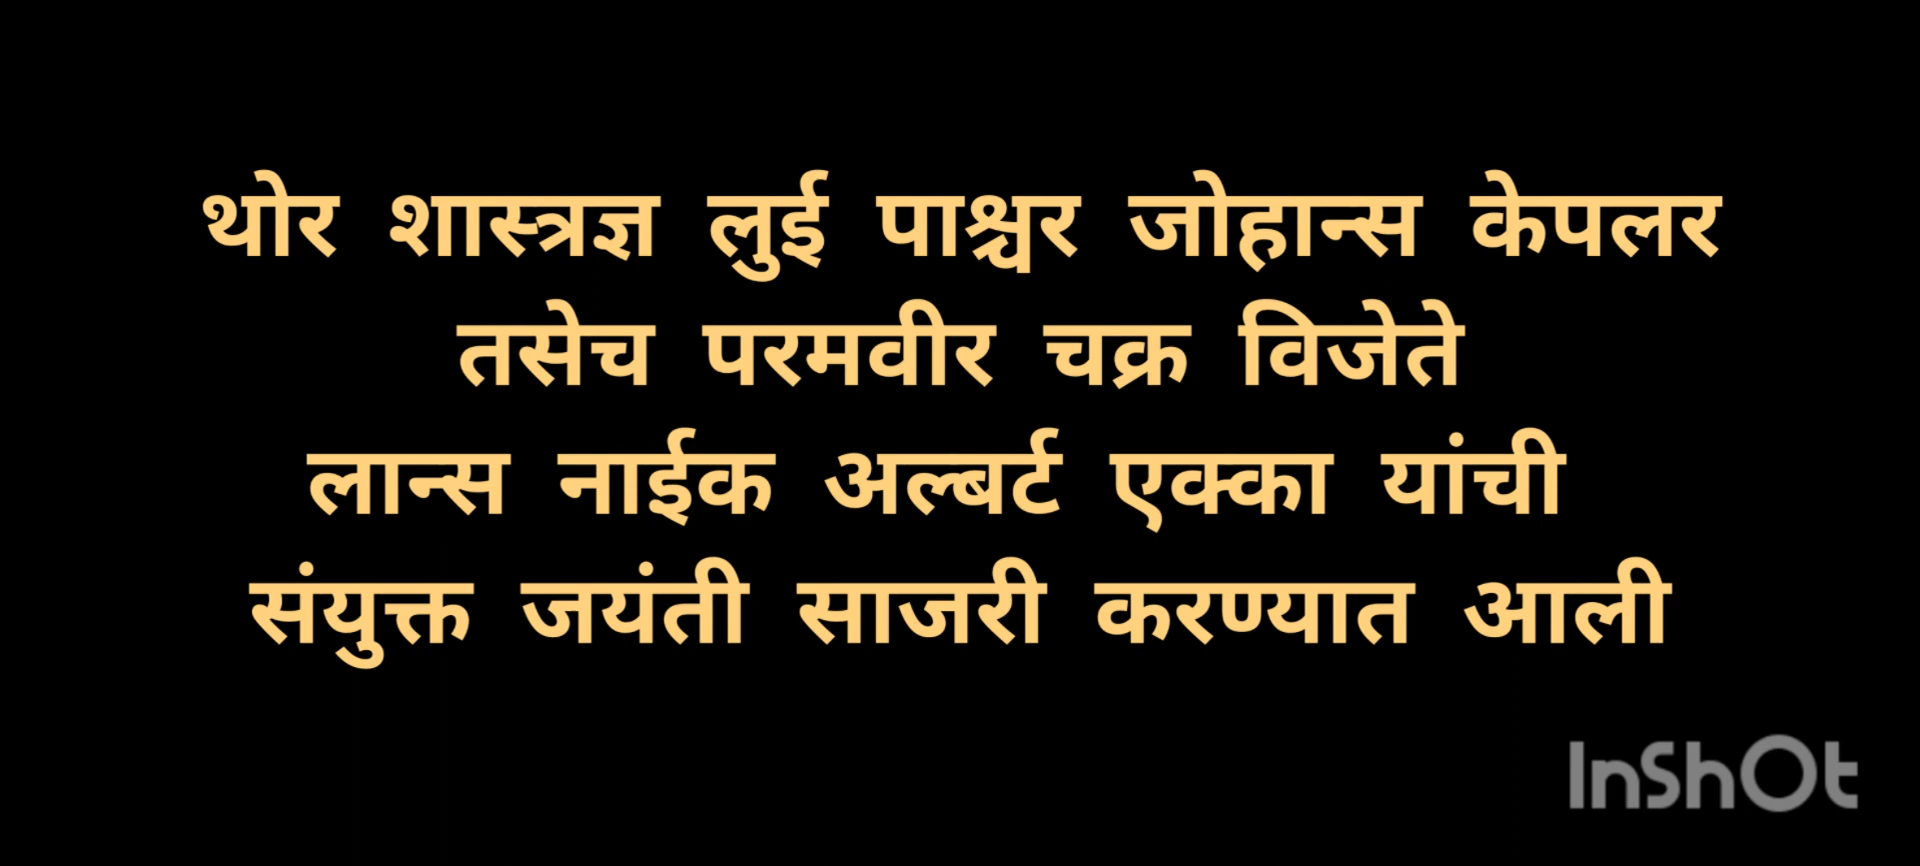 थोर शास्त्रज्ञ लुई पाश्चर जोहान्स केपलर
तसेच परमवीर चक्र विजेते
लान्स नाईक अल्बर्ट एक्का यांची
संयुक्त जयंती साजरी करण्यात आली
InShOt